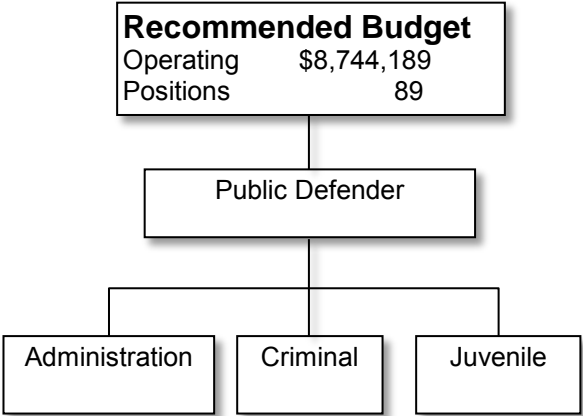 Recommended Budget
Operating $8,744,189
Positions 89
Public Defender
Administration
Criminal
Juvenile